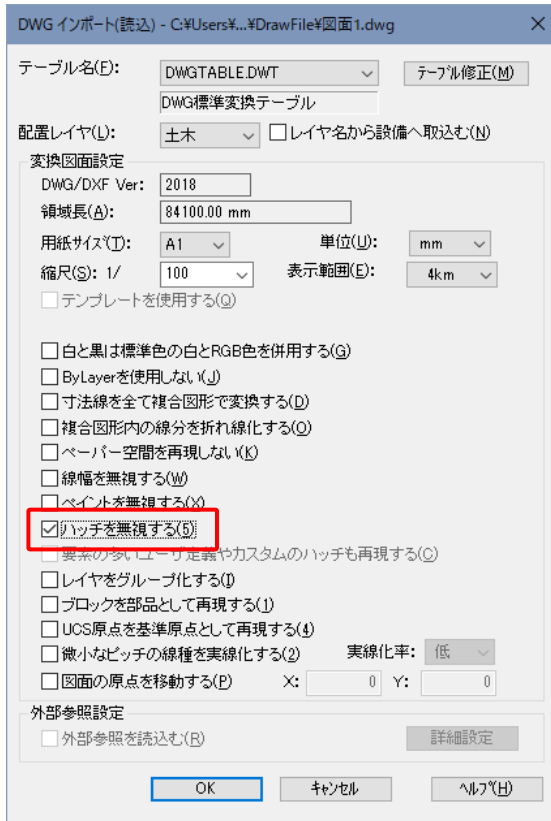 DWG インポート(読込) - C:¥Users¥...¥DrawFile¥図面1.dwg
テーブル名(F): DWGTABLE.DWT テーブル修正(M)
DWG標準変換テーブル
配置レイヤ(L): 土木 レイヤ名から設備へ取込む(N)
変換図面設定
DWG/DXF Ver: 2018
領域長(A): 84100.00 mm
用紙サイズ(T): A1 単位(U): mm
縮尺(S): 1/ 100 表示範囲(E): 4km
テンプレートを使用する(Q)
白と黒は標準色の白とRGB色を併用する(G)
ByLayerを使用しない(J)
寸法線を全て複合図形で変換する(D)
複合図形内の線分を折れ線化する(O)
ペーパー空間を再現しない(K)
線幅を無視する(W)
ペイントを無視する(X)
ハッチを無視する(5)
要素の多いユーザ定義やカスタムのハッチも再現する(C)
レイヤをグループ化する(I)
ブロックを部品として再現する(1)
UCS原点を基準原点として再現する(4)
微小なピッチの線種を実線化する(2) 実線化率: 低
図面の原点を移動する(P) X: 0 Y: 0
外部参照設定
外部参照を読込む(R) 詳細設定
OK キャンセル ヘルプ(H)